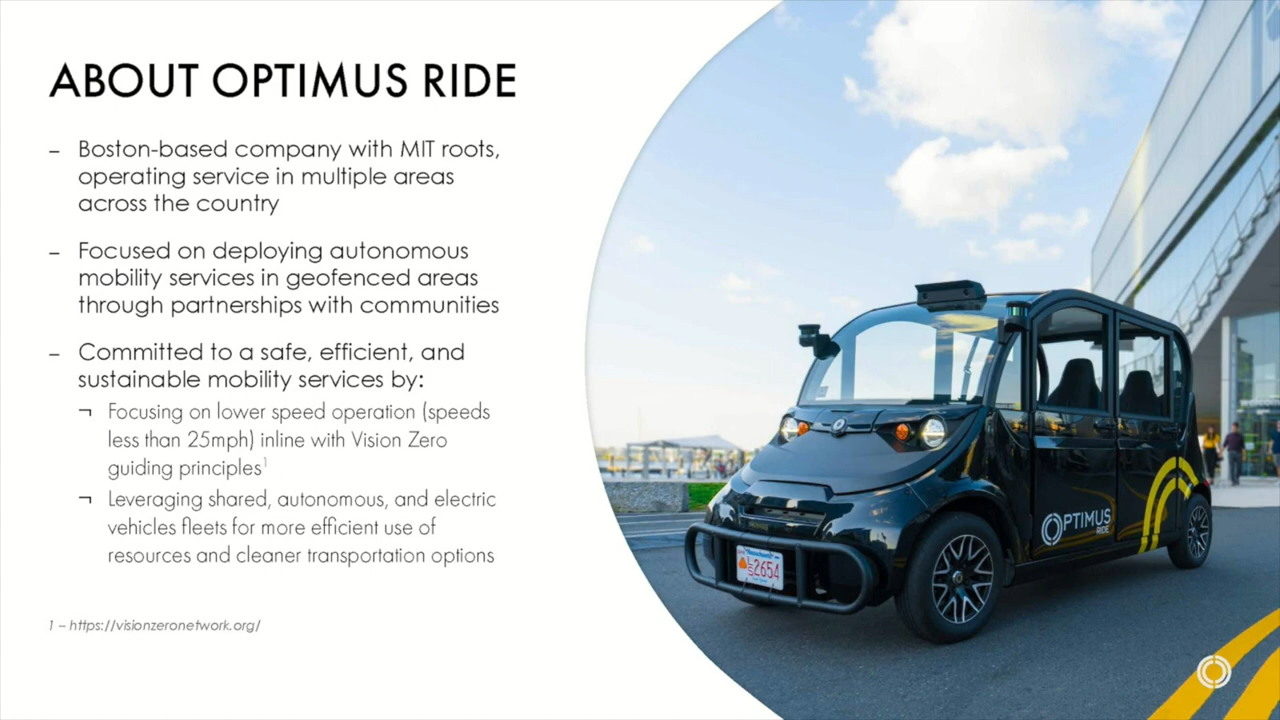 ABOUT OPTIMUS RIDE
– Boston-based company with MIT roots,
operating service in multiple areas
across the country
– Focused on deploying autonomous
mobility services in geofenced areas
through partnerships with communities
– Committed to a safe, efficient, and
sustainable mobility services by:
¬ Focusing on lower speed operation (speeds
less than 25mph) inline with Vision Zero
guiding principles¹
¬ Leveraging shared, autonomous, and electric
vehicles fleets for more efficient use of
resources and cleaner transportation options
1 – https://visionzeronetwork.org/
OPTIMUS
RIDE
2654